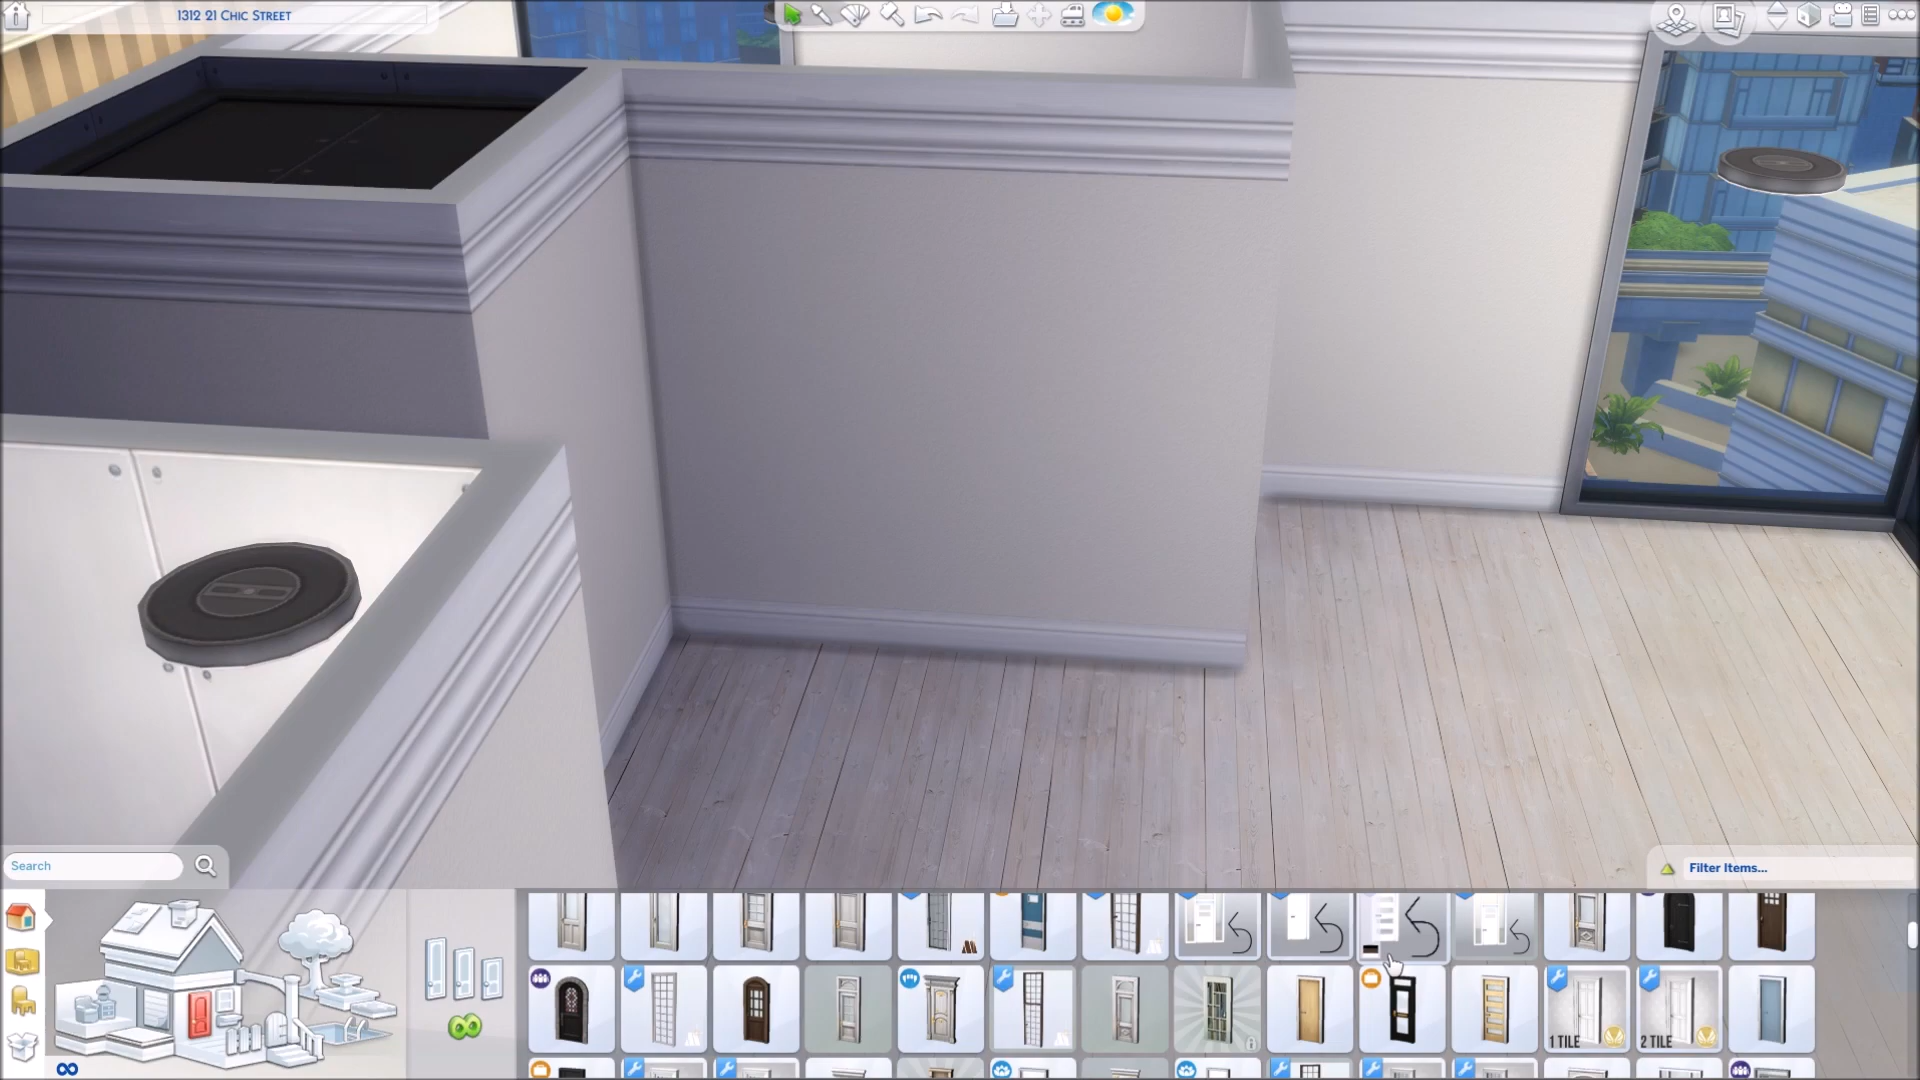 1312 21 Chic Street
Search
Filter Items...
1 TILE
2 TILE